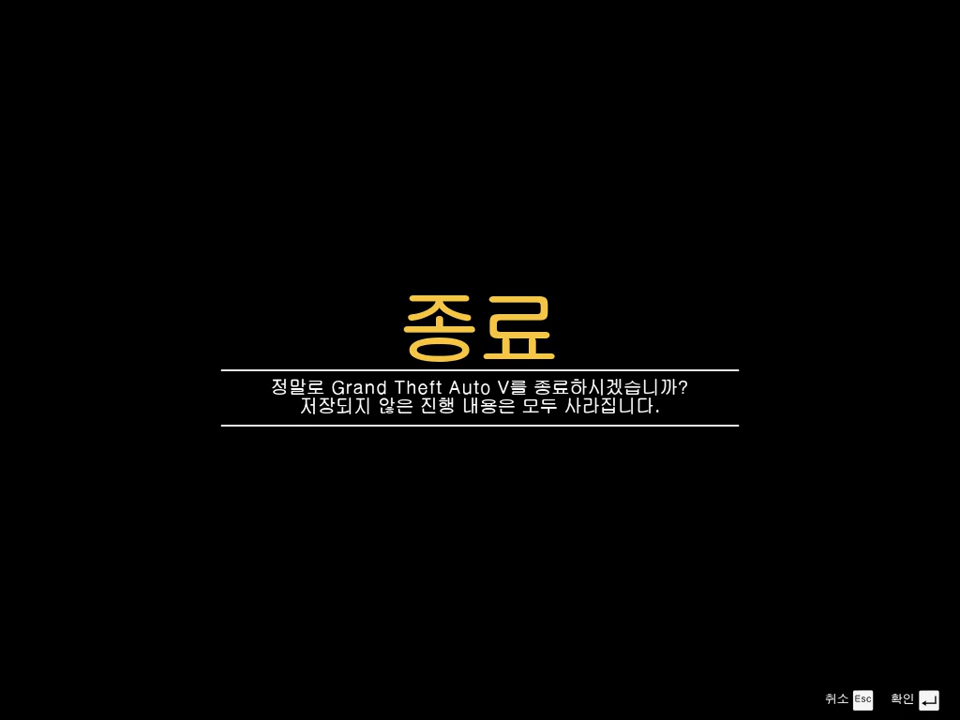 종료
정말로 Grand Theft Auto V를 종료하시겠습니까?
저장되지 않은 진행 내용은 모두 사라집니다.
취소 Esc 확인